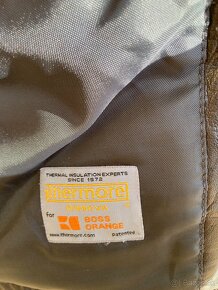 THERMAL INSULATION EXPERTS
SINCE 1972
thermore
for
BOSS
ORANGE
www.thermore.com
patented